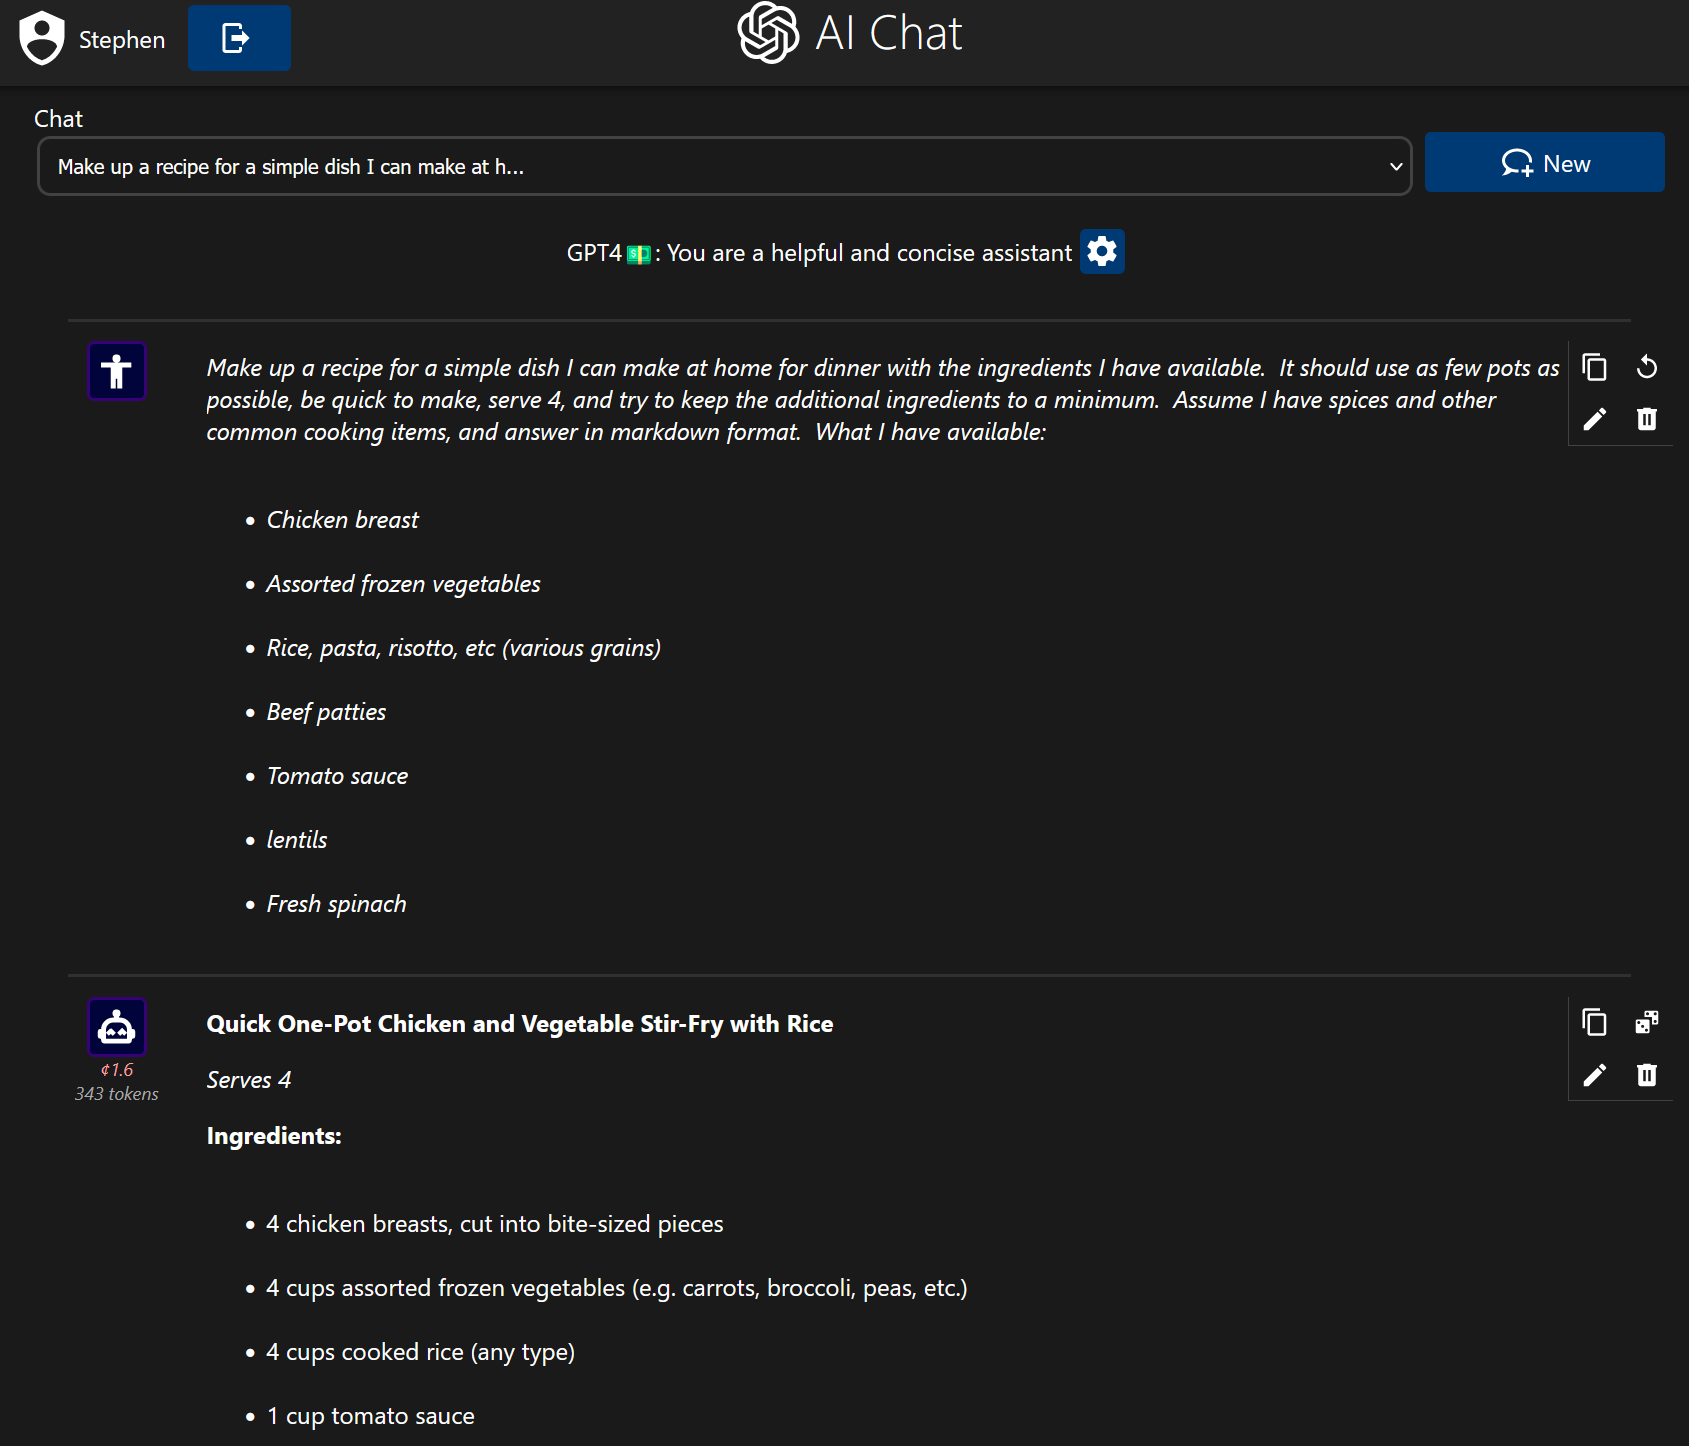 Stephen
AI Chat
Chat
Make up a recipe for a simple dish I can make at h...
New
GPT4💵: You are a helpful and concise assistant
Make up a recipe for a simple dish I can make at home for dinner with the ingredients I have available.  It should use as few pots as
possible, be quick to make, serve 4, and try to keep the additional ingredients to a minimum.  Assume I have spices and other
common cooking items, and answer in markdown format.  What I have available:
• Chicken breast
• Assorted frozen vegetables
• Rice, pasta, risotto, etc (various grains)
• Beef patties
• Tomato sauce
• lentils
• Fresh spinach
¢1.6
343 tokens
Quick One-Pot Chicken and Vegetable Stir-Fry with Rice
Serves 4
Ingredients:
• 4 chicken breasts, cut into bite-sized pieces
• 4 cups assorted frozen vegetables (e.g. carrots, broccoli, peas, etc.)
• 4 cups cooked rice (any type)
• 1 cup tomato sauce